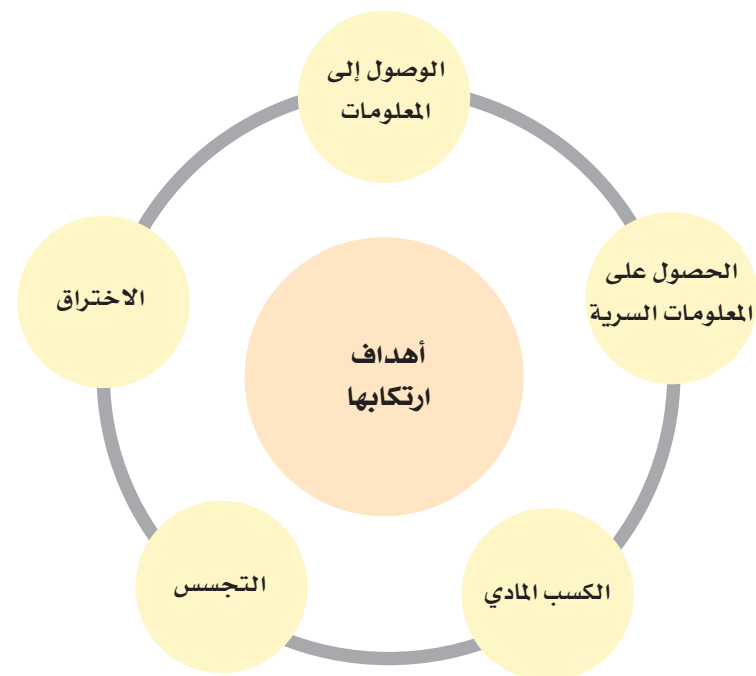 الوصول إلى
المعلومات
الحصول على
المعلومات السرية
الاختراق
أهداف
ارتكابها
الكسب المادي
التجسس